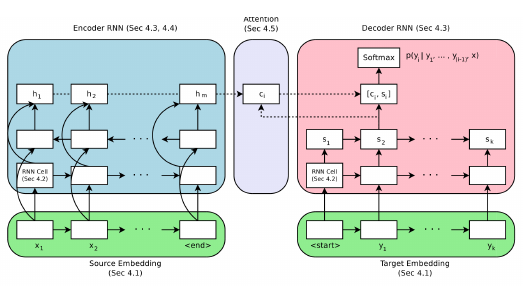 Attention
Encoder RNN (Sec 4.3, 4.4)
(Sec 4.5)
Decoder RNN (Sec 4.3)
Softmax
p(y_i | y_1, ... , y_(i-1), x)
h_1
h_2
h_m
c_i
[c_i, s_i]
...
s_1
s_2
...
s_k
RNN Cell
(Sec 4.2)
...
RNN Cell
(Sec 4.2)
...
...
...
x_1
x_2
<end>
<start>
y_1
y_k
Source Embedding
(Sec 4.1)
Target Embedding
(Sec 4.1)